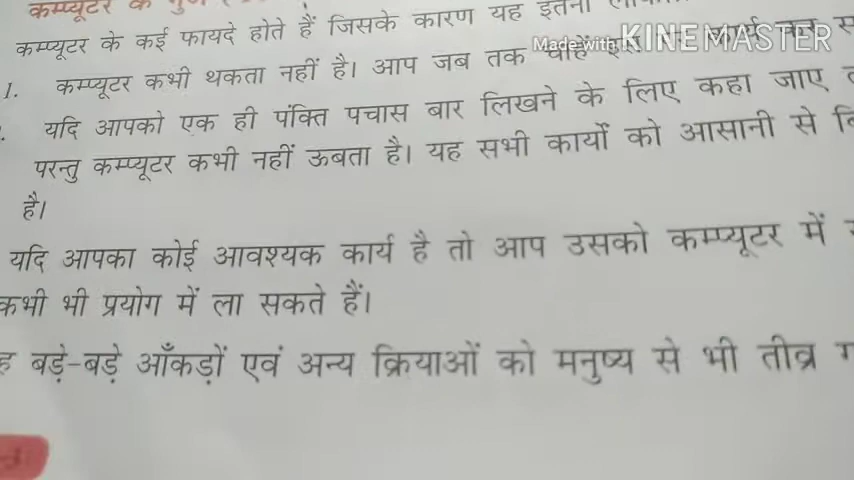 कम्प्यूटर के
कम्प्यूटर के कई फायदे होते हैं जिसके कारण यह इतना
Made with KINEMASTER
1. कम्प्यूटर कभी थकता नहीं है। आप जब तक चाहें
यदि आपको एक ही पंक्ति पचास बार लिखने के लिए कहा जाए
परन्तु कम्प्यूटर कभी नहीं ऊबता है। यह सभी कार्यों को आसानी से
है।
यदि आपका कोई आवश्यक कार्य है तो आप उसको कम्प्यूटर में
कभी भी प्रयोग में ला सकते हैं।
बड़े-बड़े आँकड़ों एवं अन्य क्रियाओं को मनुष्य से भी तीव्र